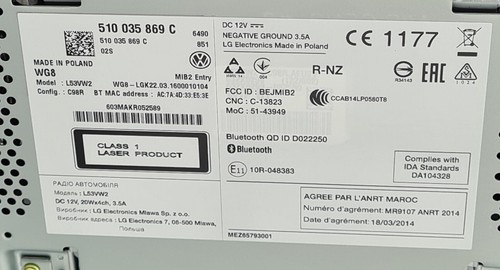 510 035 869 C
510 035 869 C
6490
02S
851
MADE IN POLAND
WG8
MIB2 Entry
Model : L53VW2
WG8 - LGK22.03.1600010104
Config. : C98R
BT MAC address : AC:7A:4D:33:E5:3E
603MAKR0052589
CLASS 1
LASER PRODUCT
РАДІО АВТОМОБІЛЯ
Модель : L53VW2
DC 12V, 20Wx4ch, 3.5A
Виробник : LG Electronics Mlawa Sp. z o.o.
Адреса виробника : LG Electronics 7, 06-500 Mlawa,
Польща
DC 12V
NEGATIVE GROUND 3.5A
LG Electronics Made in Poland
CE 1177
R-NZ
R34143
EAC
FCC ID : BEJMIB2
CNC : C-13823
MoC : 51-43949
CCAB14LP0560T8
Bluetooth QD ID D022250
Bluetooth
E11 10R-048383
Complies with
IDA Standards
DA104328
AGREE PAR L'ANRT MAROC
Numéro d'agrément: MR9107 ANRT 2014
Date d'agrément: 18/03/2014
MEZ65793001